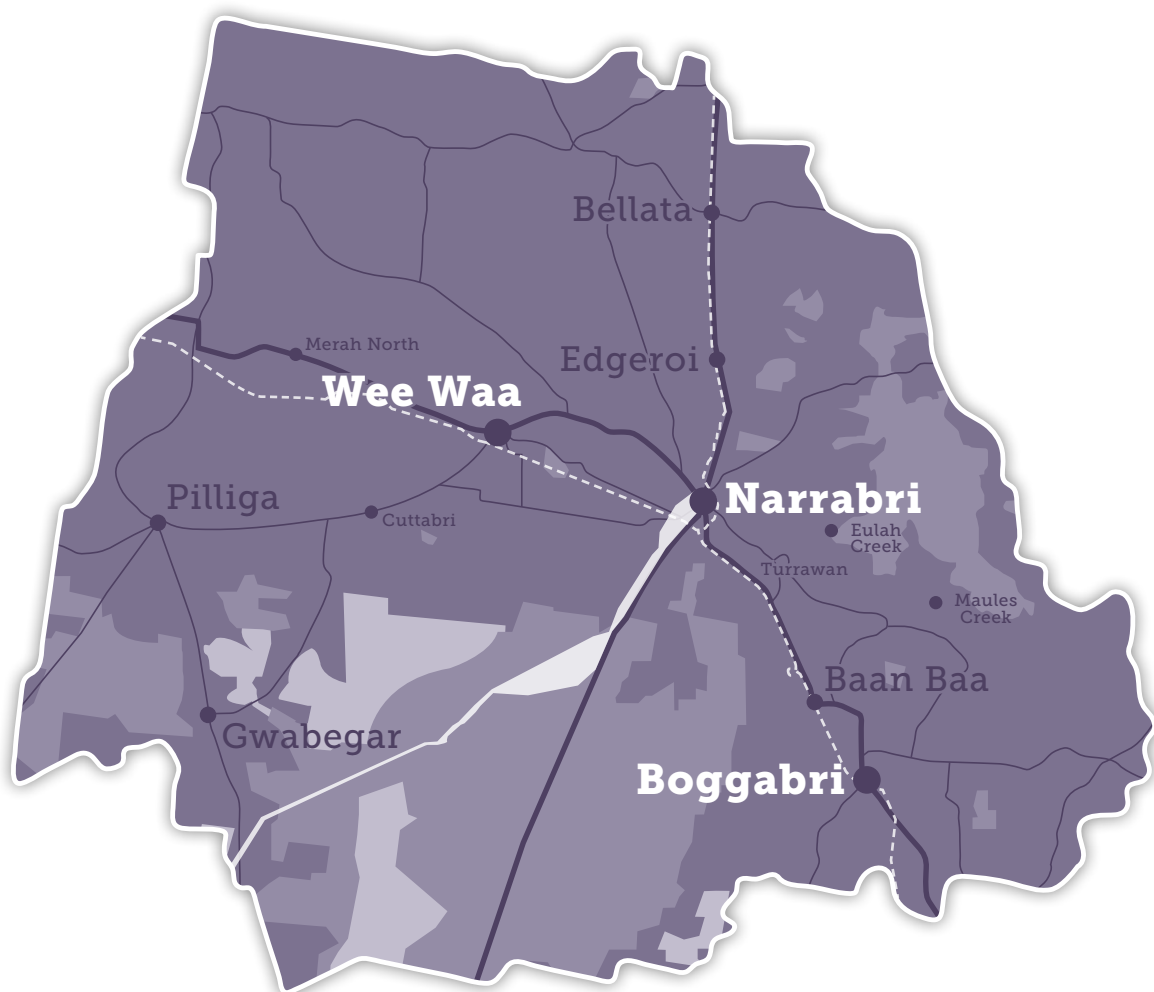 Bellata
Merah North
Edgeroi
Wee Waa
Pilliga
Narrabri
Cuttabri
Eulah
Creek
Turrawan
Maules
Creek
Baan Baa
Gwabegar
Boggabri